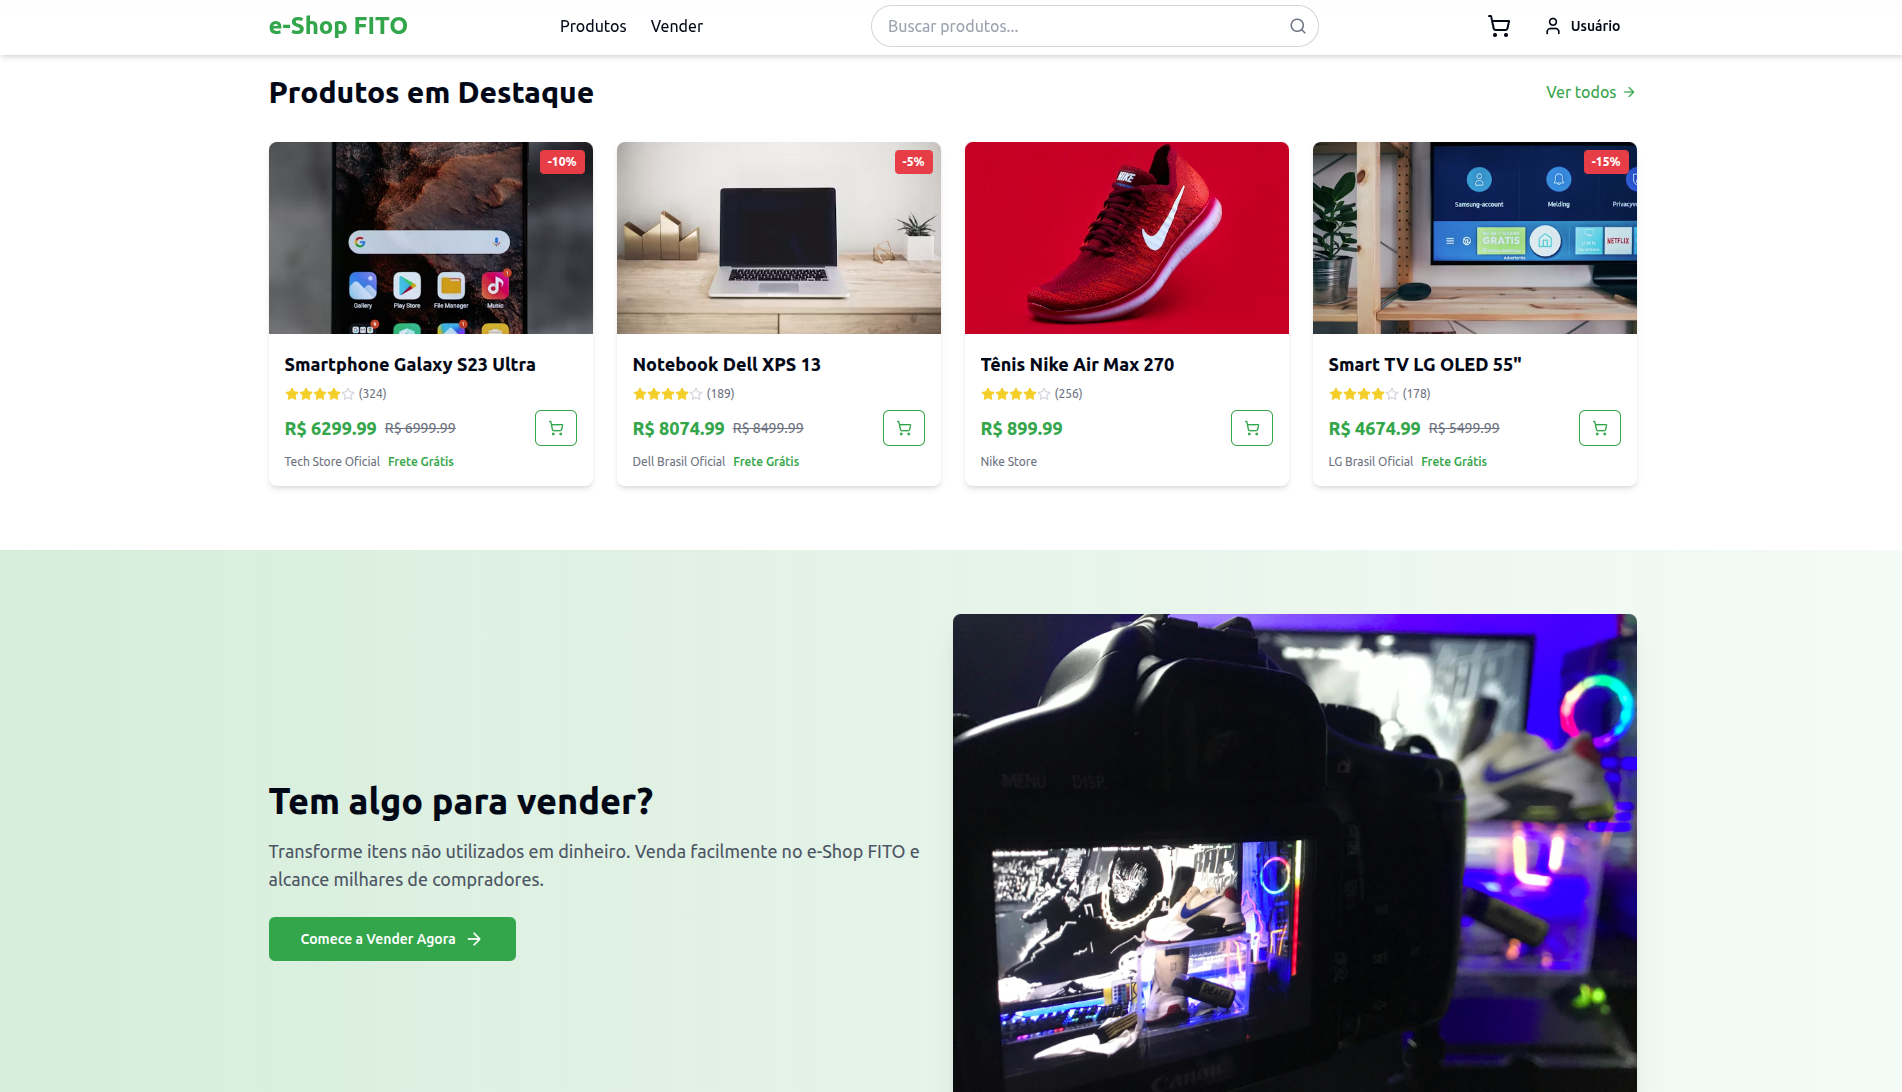 e-Shop FITO
Produtos
Vender
Buscar produtos...
Usuário
Produtos em Destaque
Ver todos
-10%
Gallery
Play Store
File Manager
Music
Smartphone Galaxy S23 Ultra
(324)
R$ 6299.99 R$ 6999.99
Tech Store Oficial Frete Grátis
-5%
Notebook Dell XPS 13
(189)
R$ 8074.99 R$ 8499.99
Dell Brasil Oficial Frete Grátis
NIKE
Tênis Nike Air Max 270
(256)
R$ 899.99
Nike Store
-15%
Samsung-account
Melding
GRATIS
NETFLIX
Smart TV LG OLED 55"
(178)
R$ 4674.99 R$ 5499.99
LG Brasil Oficial Frete Grátis
Tem algo para vender?
Transforme itens não utilizados em dinheiro. Venda facilmente no e-Shop FITO e
alcance milhares de compradores.
Comece a Vender Agora
MENU DISP.
RAP
Canon